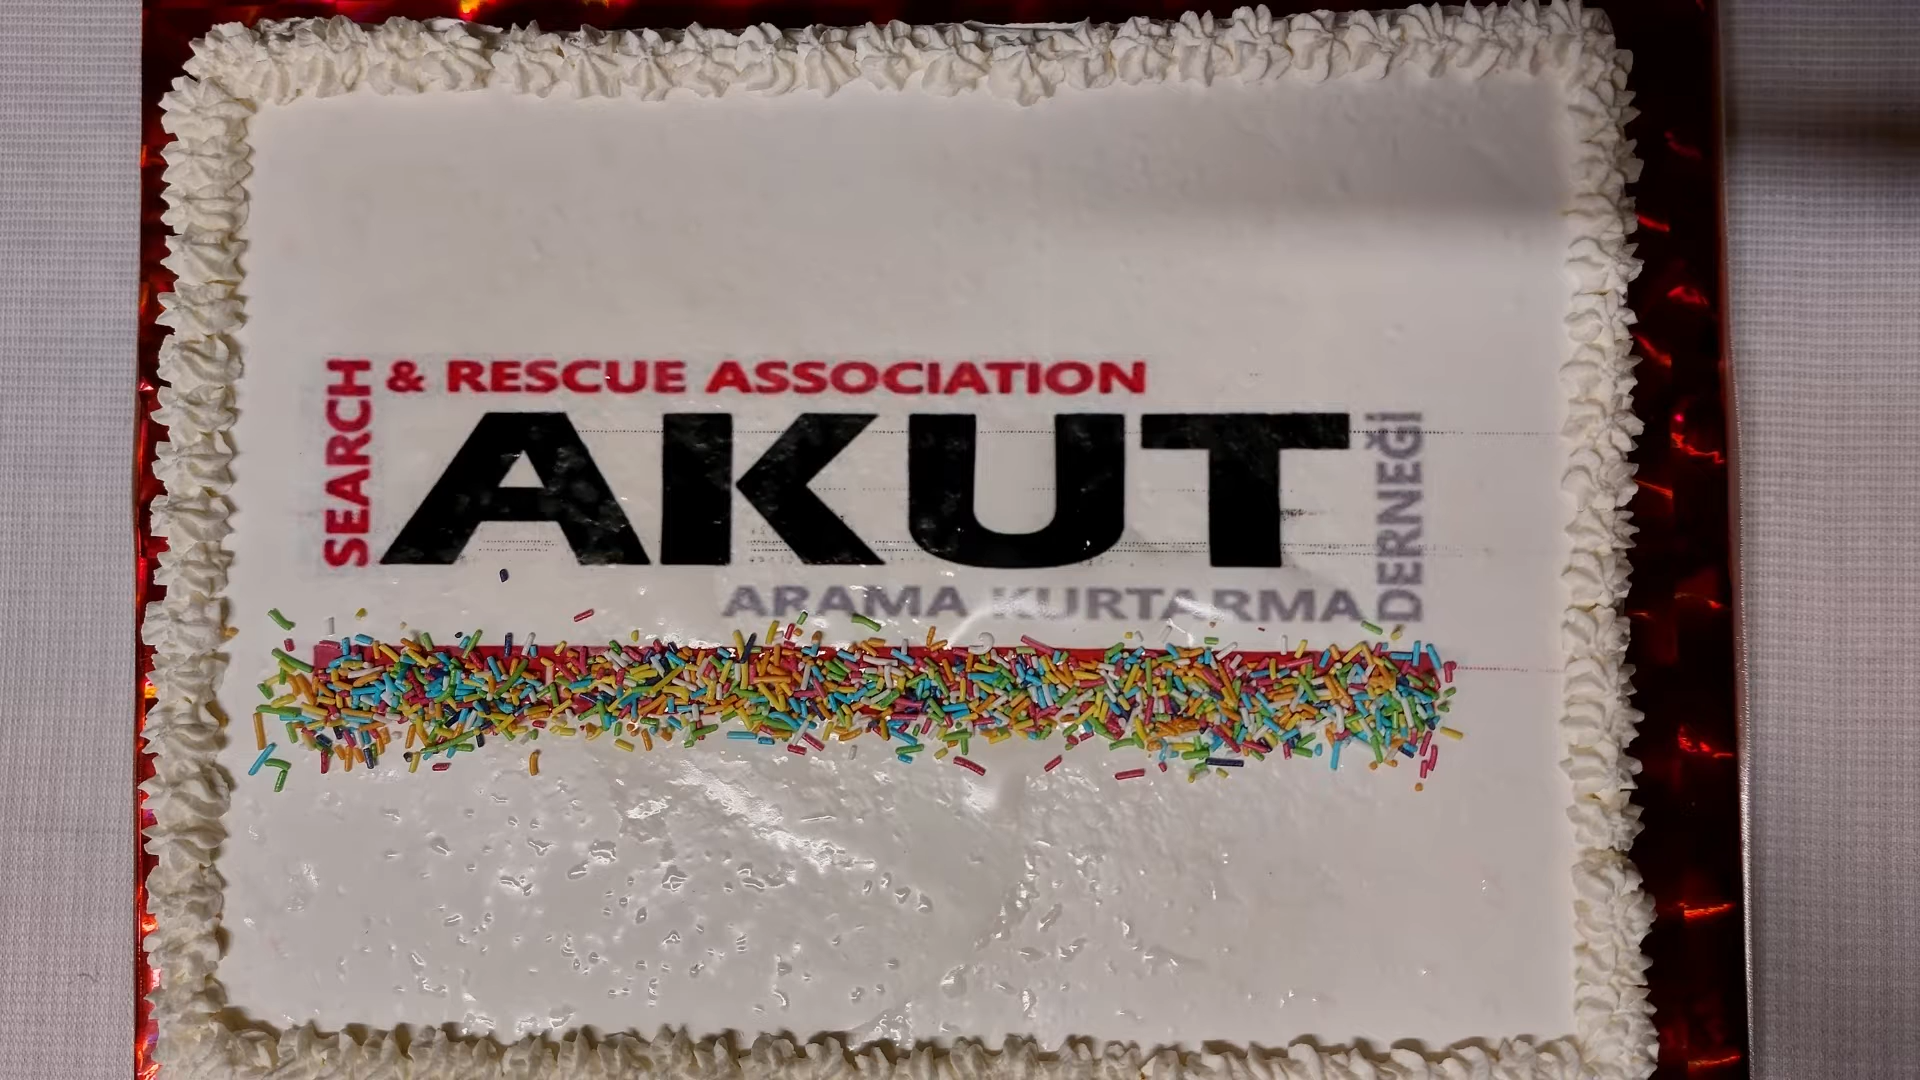 SEARCH
& RESCUE ASSOCIATION
AKUT
ARAMA KURTARMA
DERNEĞİ